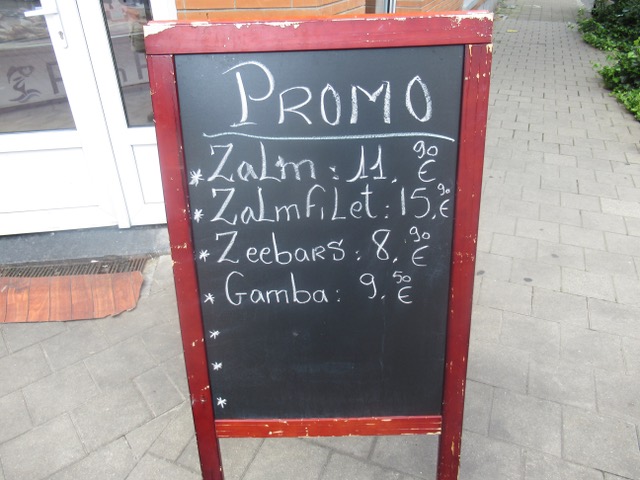 PROMO
* Zalm : 11,90 €
* Zalmfilet : 15,90 €
* Zeebars : 8,90 €
* Gamba : 9,50 €
*
*
*